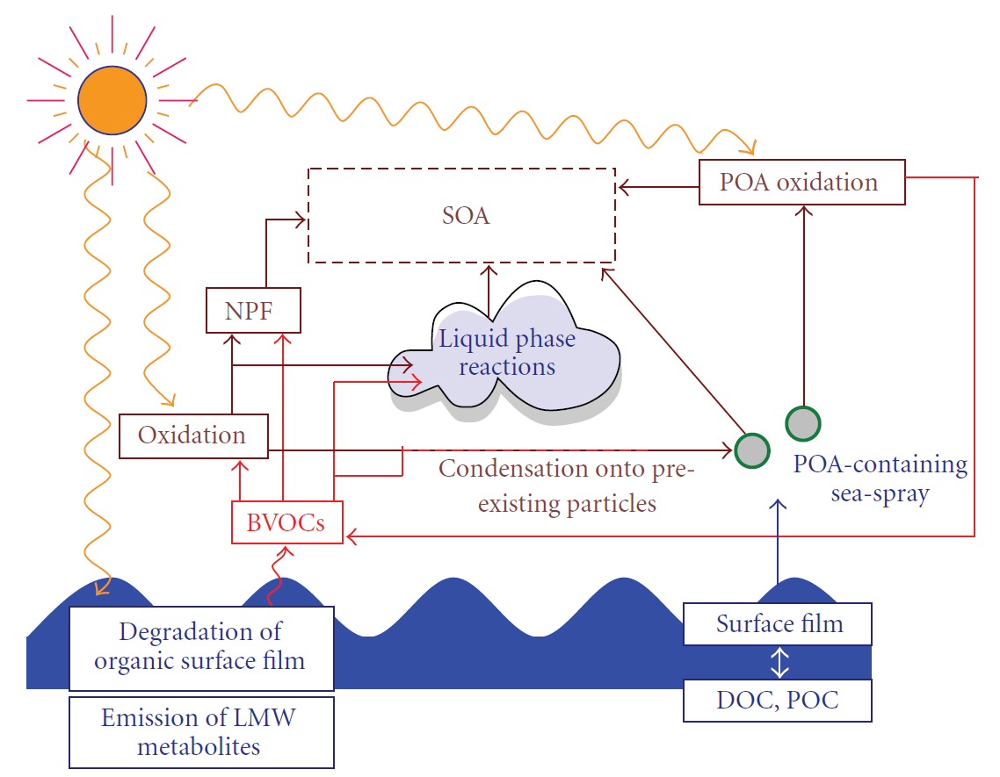 POA oxidation
SOA
NPF
Liquid phase
reactions
Oxidation
Condensation onto pre-
existing particles
POA-containing
sea-spray
BVOCs
Degradation of
organic surface film
Surface film
DOC, POC
Emission of LMW
metabolites